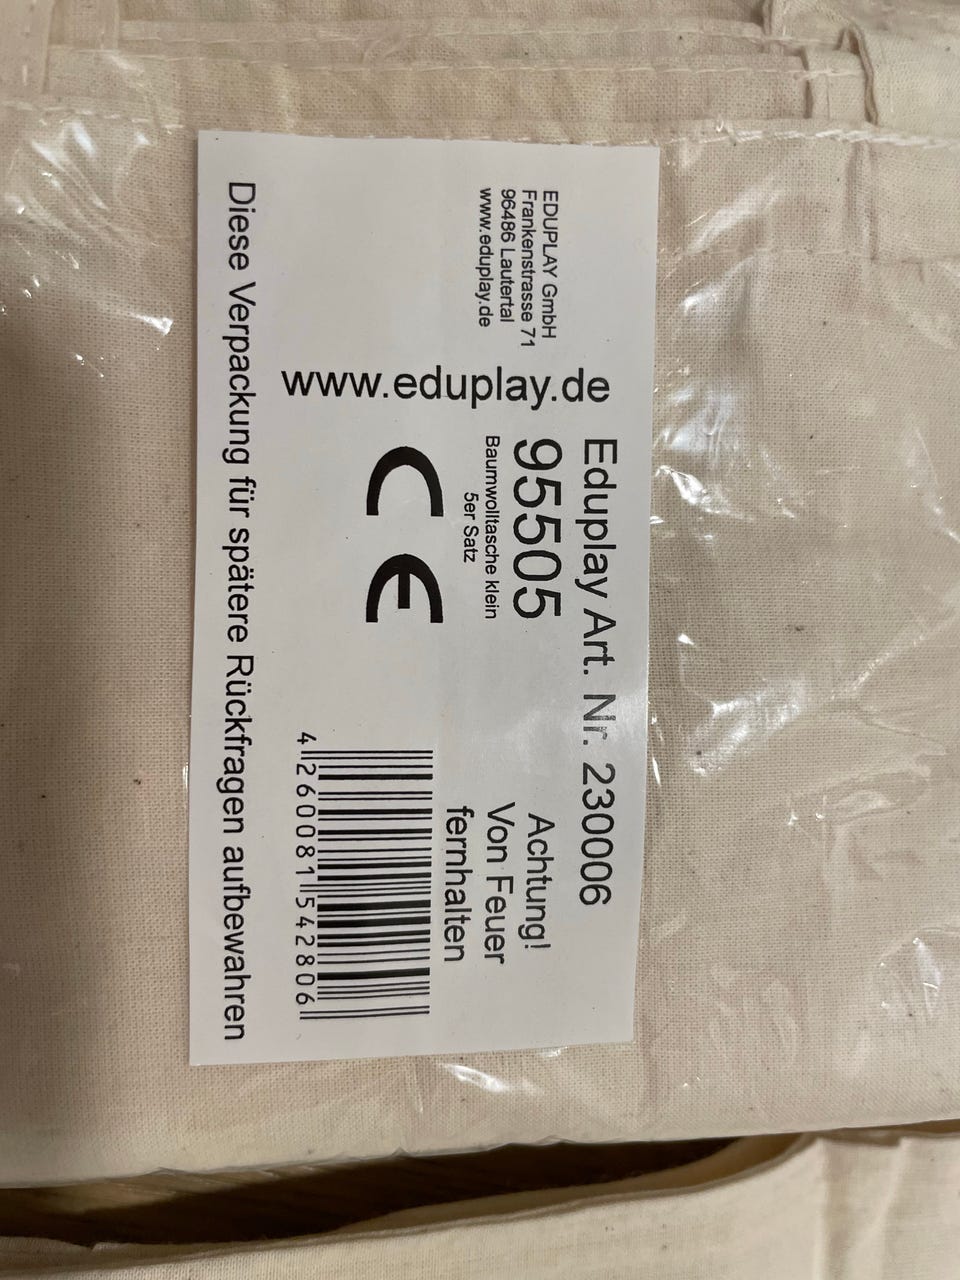 Eduplay Art. Nr. 230006
EDUPLAY GmbH
Frankenstrasse 71
96486 Lautertal
www.eduplay.de
95505
Baumwolltasche klein
5er Satz
Achtung!
Von Feuer
fernhalten
www.eduplay.de
CE
4 260081 542806
Diese Verpackung für spätere Rückfragen aufbewahren